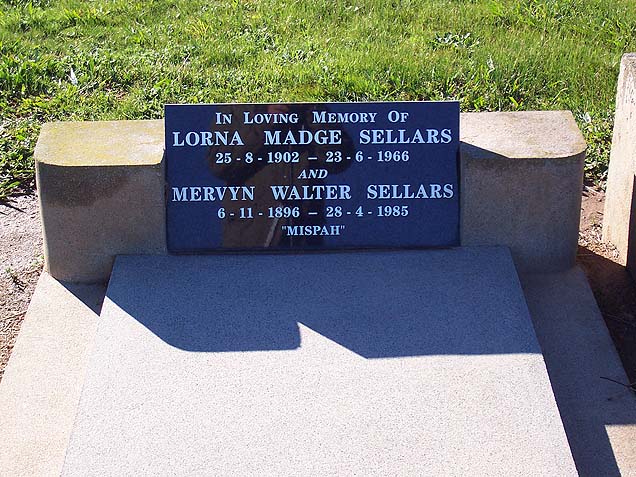 In Loving Memory Of
LORNA MADGE SELLARS
25 - 8 - 1902 – 23 - 6 - 1966
AND
MERVYN WALTER SELLARS
6 - 11 - 1896 – 28 - 4 - 1985
"MISPAH"